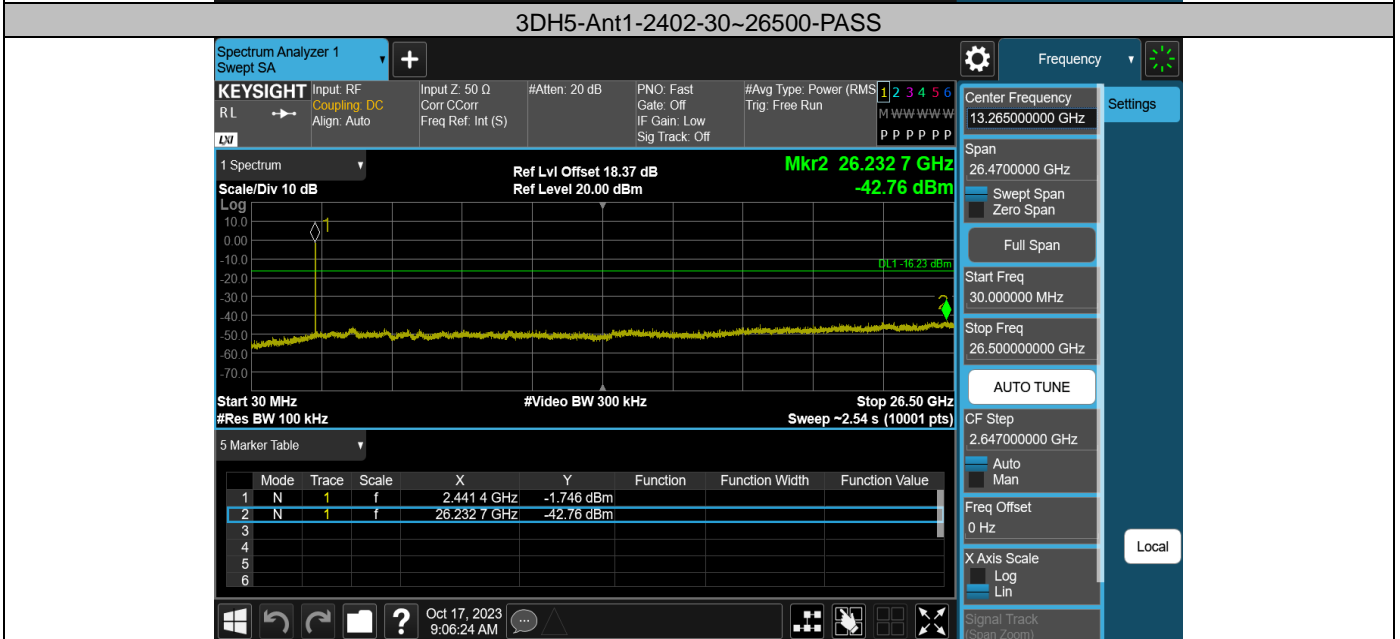 3DH5-Ant1-2402-30~26500-PASS
Spectrum Analyzer 1
Swept SA
Frequency
KEYSIGHT
RL
LXI
Input: RF
Coupling: DC
Align: Auto
Input Z: 50 Ω
Corr CCorr
Freq Ref: Int (S)
#Atten: 20 dB
PNO: Fast
Gate: Off
IF Gain: Low
Sig Track: Off
#Avg Type: Power (RMS
Trig: Free Run
1 2 3 4 5 6
M W W W W W
P P P P P P
1 Spectrum
Scale/Div 10 dB
Ref Lvl Offset 18.37 dB
Ref Level 20.00 dBm
Mkr2 26.232 7 GHz
-42.76 dBm
Log
10.0
0.00
-10.0
-20.0
-30.0
-40.0
-50.0
-60.0
-70.0
1
DL1 -16.23 dBm
2
Start 30 MHz
#Video BW 300 kHz
Stop 26.50 GHz
#Res BW 100 kHz
Sweep ~2.54 s (10001 pts)
5 Marker Table
Mode Trace Scale X Y Function Function Width Function Value
1 N 1 f 2.441 4 GHz -1.746 dBm
2 N 1 f 26.232 7 GHz -42.76 dBm
3
4
5
6
Oct 17, 2023
9:06:24 AM
Center Frequency
13.265000000 GHz
Settings
Span
26.4700000 GHz
Swept Span
Zero Span
Full Span
Start Freq
30.000000 MHz
Stop Freq
26.500000000 GHz
AUTO TUNE
CF Step
2.647000000 GHz
Auto
Man
Freq Offset
0 Hz
X Axis Scale
Log
Lin
Local
Signal Track
(Span Zoom)